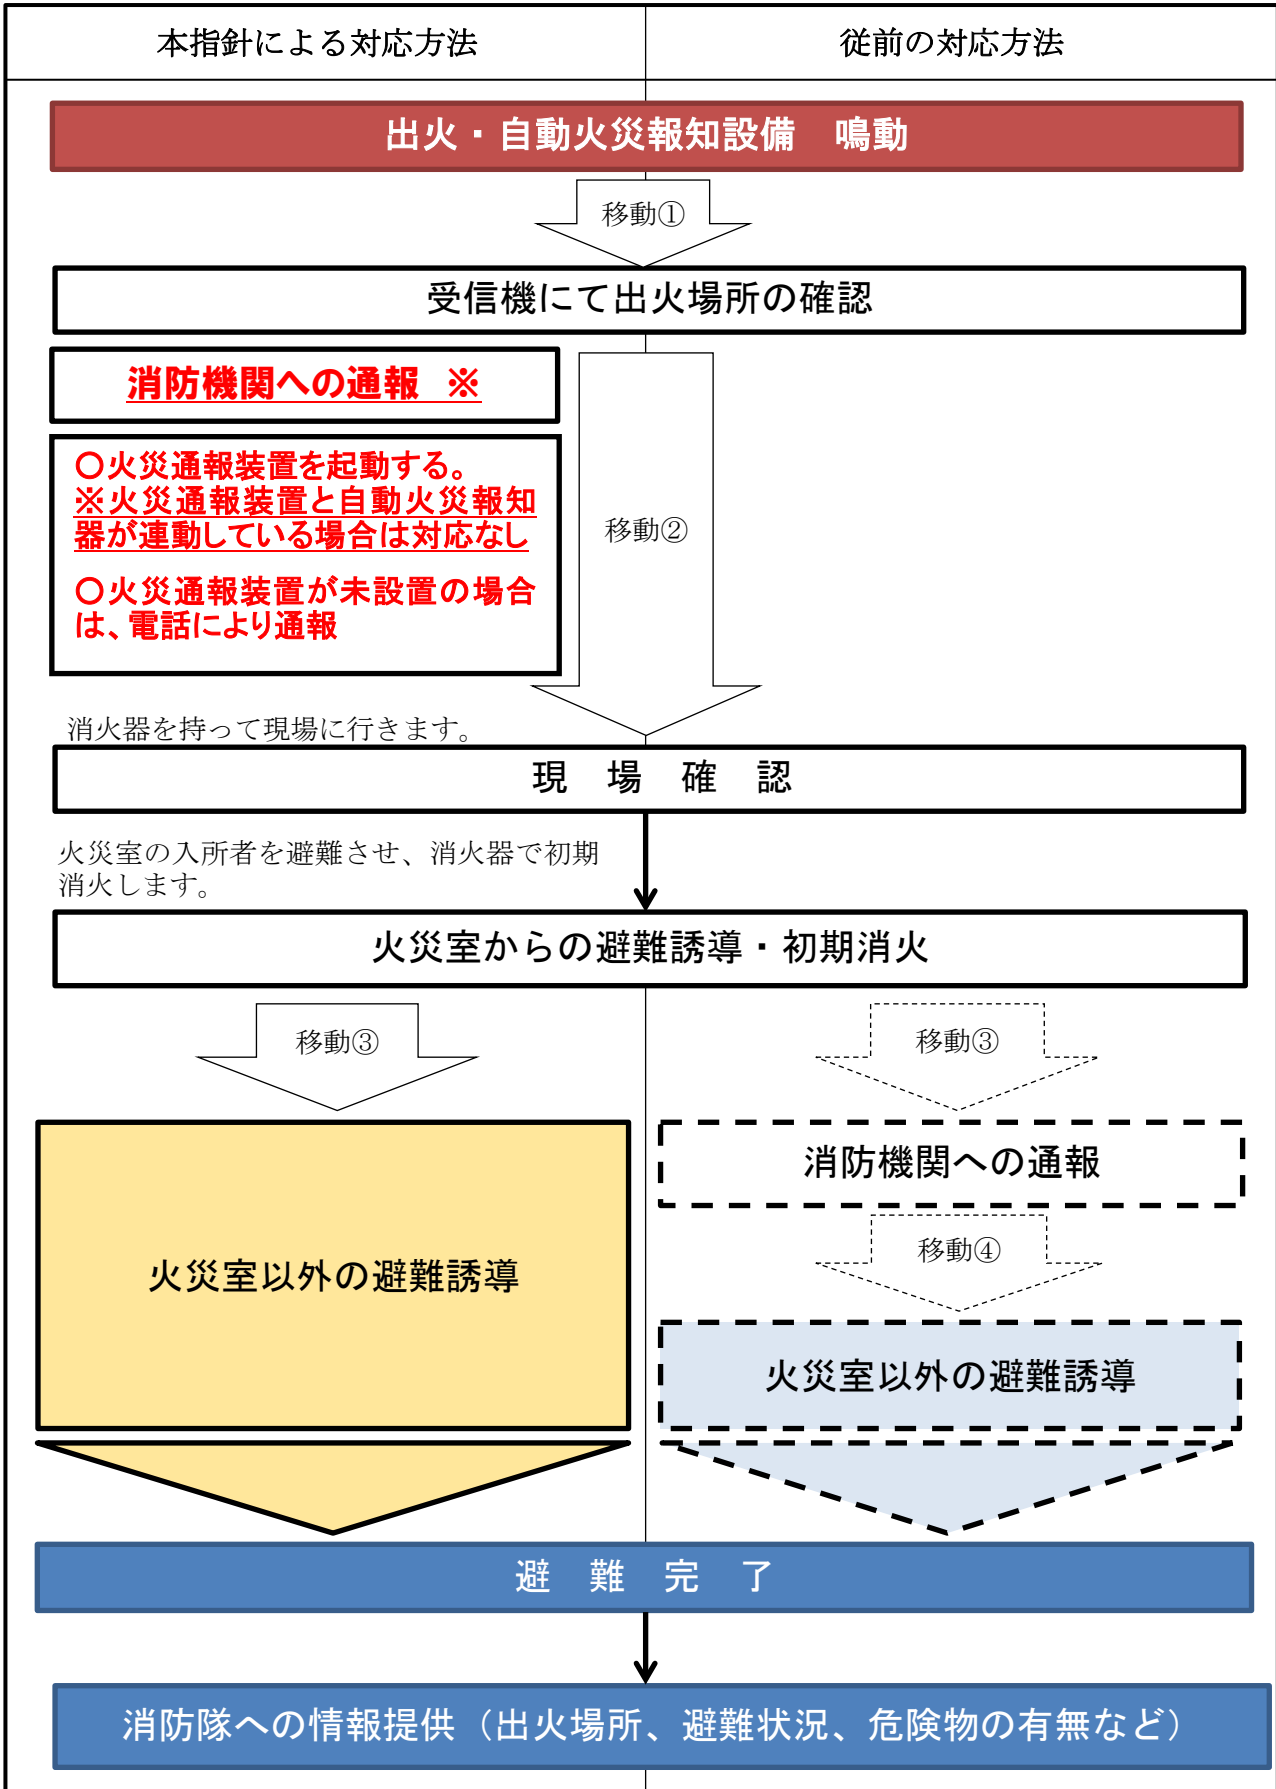 本指針による対応方法
従前の対応方法
出火・自動火災報知設備　鳴動
移動①
受信機にて出火場所の確認
消防機関への通報　※
○火災通報装置を起動する。
※火災通報装置と自動火災報知
器が連動している場合は対応なし
○火災通報装置が未設置の場合
は、電話により通報
移動②
消火器を持って現場に行きます。
現　場　確　認
火災室の入所者を避難させ、消火器で初期
消火します。
火災室からの避難誘導・初期消火
移動③
火災室以外の避難誘導
移動③
消防機関への通報
移動④
火災室以外の避難誘導
避　難　完　了
消防隊への情報提供（出火場所、避難状況、危険物の有無など）